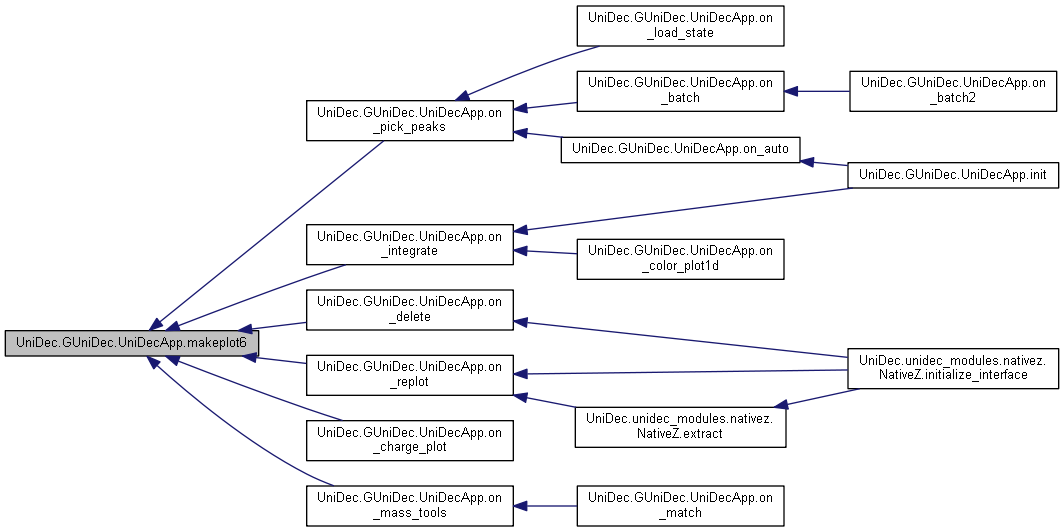 UniDec.GUniDec.UniDecApp.makeplot6
UniDec.GUniDec.UniDecApp.on
_pick_peaks
UniDec.GUniDec.UniDecApp.on
_integrate
UniDec.GUniDec.UniDecApp.on
_delete
UniDec.GUniDec.UniDecApp.on
_replot
UniDec.GUniDec.UniDecApp.on
_charge_plot
UniDec.GUniDec.UniDecApp.on
_mass_tools
UniDec.GUniDec.UniDecApp.on
_load_state
UniDec.GUniDec.UniDecApp.on
_batch
UniDec.GUniDec.UniDecApp.on_auto
UniDec.GUniDec.UniDecApp.on
_color_plot1d
UniDec.unidec_modules.nativez.
NativeZ.extract
UniDec.GUniDec.UniDecApp.on
_match
UniDec.GUniDec.UniDecApp.on
_batch2
UniDec.GUniDec.UniDecApp.init
UniDec.unidec_modules.nativez.
NativeZ.initialize_interface